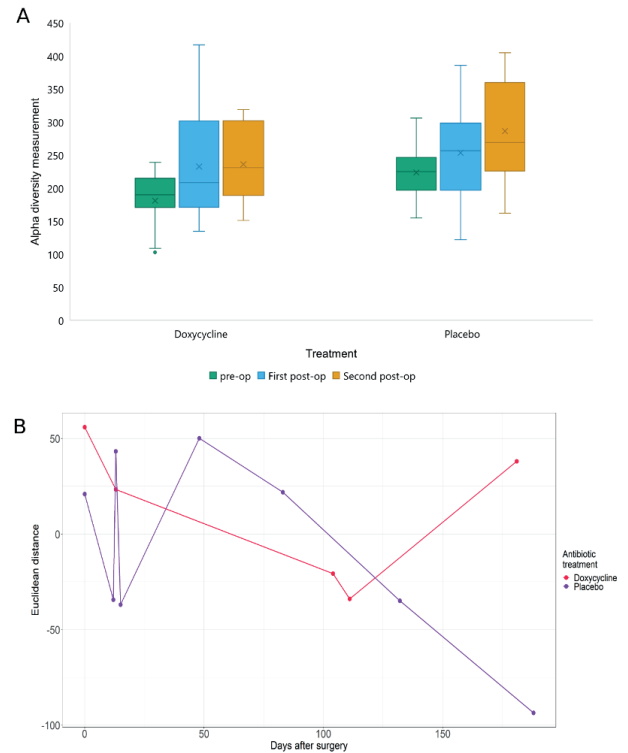 A
450
400
350
300
250
200
150
100
50
0
Alpha diversity measurement
Doxycycline
Placebo
Treatment
pre-op First post-op Second post-op
B
50
0
-50
-100
Euclidean distance
0
50
100
150
Days after surgery
Antibiotic
treatment
Doxycycline
Placebo